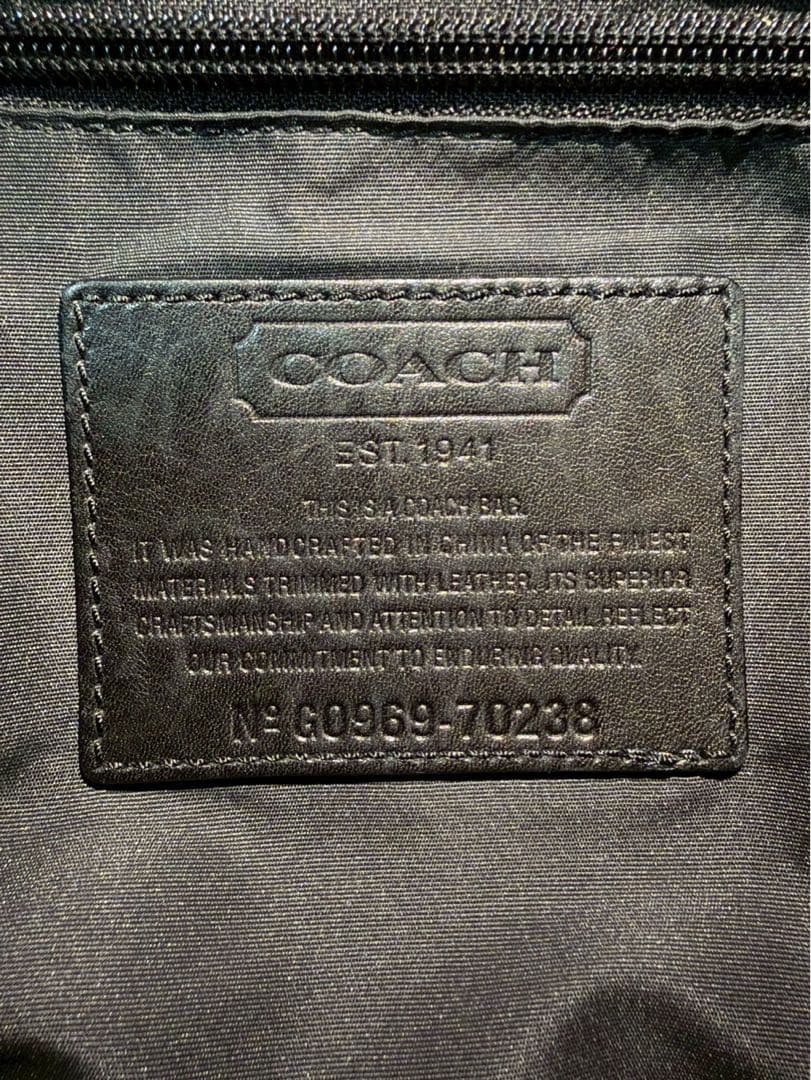 COACH
EST. 1941
THIS IS A COACH BAG.
IT WAS HANDCRAFTED IN CHINA OF THE FINEST
MATERIALS TRIMMED WITH LEATHER. ITS SUPERIOR
CRAFTSMANSHIP AND ATTENTION TO DETAIL REFLECT
OUR COMMITMENT TO ENDURING QUALITY.
Nº G0969-70238